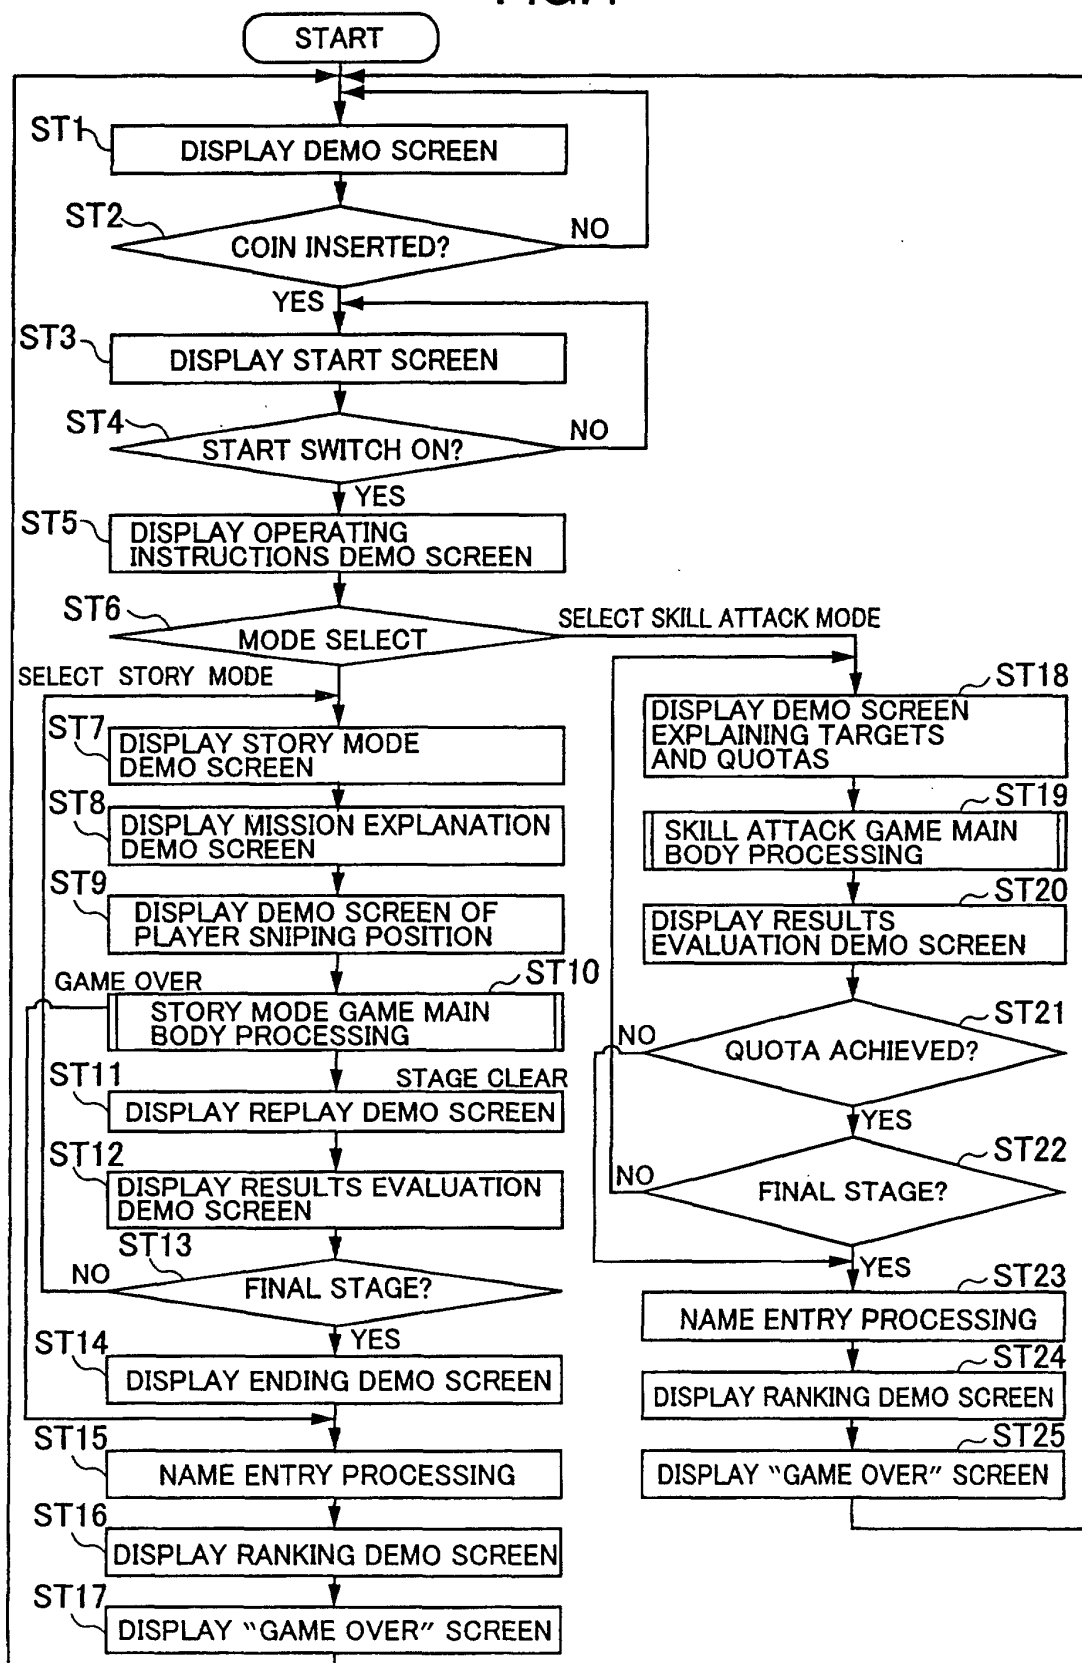 START
ST1
DISPLAY DEMO SCREEN
ST2
COIN INSERTED?
NO
YES
ST3
DISPLAY START SCREEN
ST4
START SWITCH ON?
NO
YES
ST5
DISPLAY OPERATING
INSTRUCTIONS DEMO SCREEN
ST6
MODE SELECT
SELECT SKILL ATTACK MODE
SELECT STORY MODE
ST7
DISPLAY STORY MODE
DEMO SCREEN
ST8
DISPLAY MISSION EXPLANATION
DEMO SCREEN
ST9
DISPLAY DEMO SCREEN OF
PLAYER SNIPING POSITION
GAME OVER
ST10
STORY MODE GAME MAIN
BODY PROCESSING
STAGE CLEAR
ST11
DISPLAY REPLAY DEMO SCREEN
ST12
DISPLAY RESULTS EVALUATION
DEMO SCREEN
ST13
NO
FINAL STAGE?
YES
ST14
DISPLAY ENDING DEMO SCREEN
ST15
NAME ENTRY PROCESSING
ST16
DISPLAY RANKING DEMO SCREEN
ST17
DISPLAY "GAME OVER" SCREEN
ST18
DISPLAY DEMO SCREEN
EXPLAINING TARGETS
AND QUOTAS
ST19
SKILL ATTACK GAME MAIN
BODY PROCESSING
ST20
DISPLAY RESULTS
EVALUATION DEMO SCREEN
ST21
NO
QUOTA ACHIEVED?
YES
ST22
NO
FINAL STAGE?
YES
ST23
NAME ENTRY PROCESSING
ST24
DISPLAY RANKING DEMO SCREEN
ST25
DISPLAY "GAME OVER" SCREEN